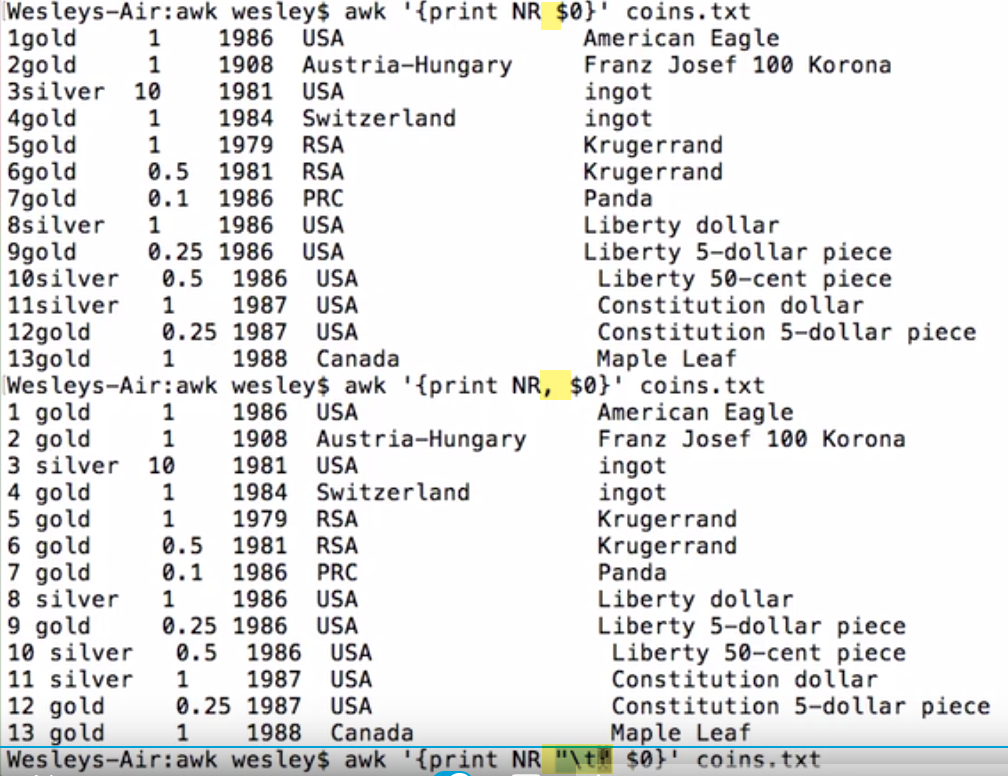 Wesleys-Air:awk wesley$ awk '{print NR $0}' coins.txt
1gold     1    1986  USA                 American Eagle
2gold     1    1908  Austria-Hungary     Franz Josef 100 Korona
3silver  10    1981  USA                 ingot
4gold     1    1984  Switzerland         ingot
5gold     1    1979  RSA                 Krugerrand
6gold     0.5  1981  RSA                 Krugerrand
7gold     0.1  1986  PRC                 Panda
8silver   1    1986  USA                 Liberty dollar
9gold     0.25 1986  USA                 Liberty 5-dollar piece
10silver   0.5  1986  USA                 Liberty 50-cent piece
11silver   1    1987  USA                 Constitution dollar
12gold     0.25 1987  USA                 Constitution 5-dollar piece
13gold     1    1988  Canada              Maple Leaf
Wesleys-Air:awk wesley$ awk '{print NR, $0}' coins.txt
1 gold     1    1986  USA                 American Eagle
2 gold     1    1908  Austria-Hungary     Franz Josef 100 Korona
3 silver  10    1981  USA                 ingot
4 gold     1    1984  Switzerland         ingot
5 gold     1    1979  RSA                 Krugerrand
6 gold     0.5  1981  RSA                 Krugerrand
7 gold     0.1  1986  PRC                 Panda
8 silver   1    1986  USA                 Liberty dollar
9 gold     0.25 1986  USA                 Liberty 5-dollar piece
10 silver   0.5  1986  USA                 Liberty 50-cent piece
11 silver   1    1987  USA                 Constitution dollar
12 gold     0.25 1987  USA                 Constitution 5-dollar piece
13 gold     1    1988  Canada              Maple Leaf
Wesleys-Air:awk wesley$ awk '{print NR "\t" $0}' coins.txt